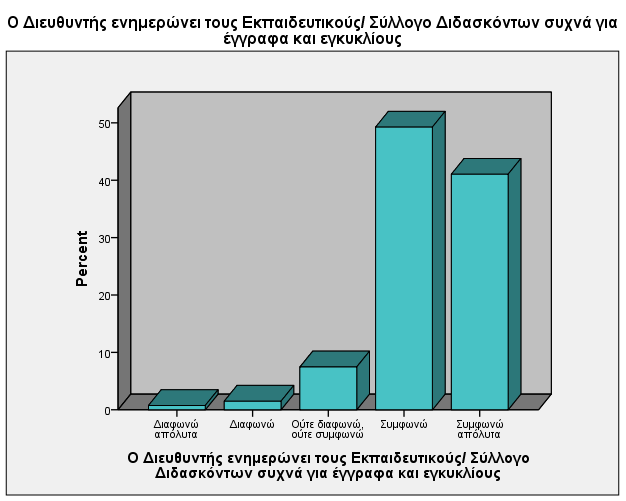 Ο Διευθυντής ενημερώνει τους Εκπαιδευτικούς/ Σύλλογο Διδασκόντων συχνά για
έγγραφα και εγκυκλίους
Percent
50
40
30
20
10
0
Διαφωνώ
απόλυτα
Διαφωνώ
Ούτε διαφωνώ,
ούτε συμφωνώ
Συμφωνώ
Συμφωνώ
απόλυτα
Ο Διευθυντής ενημερώνει τους Εκπαιδευτικούς/ Σύλλογο
Διδασκόντων συχνά για έγγραφα και εγκυκλίους